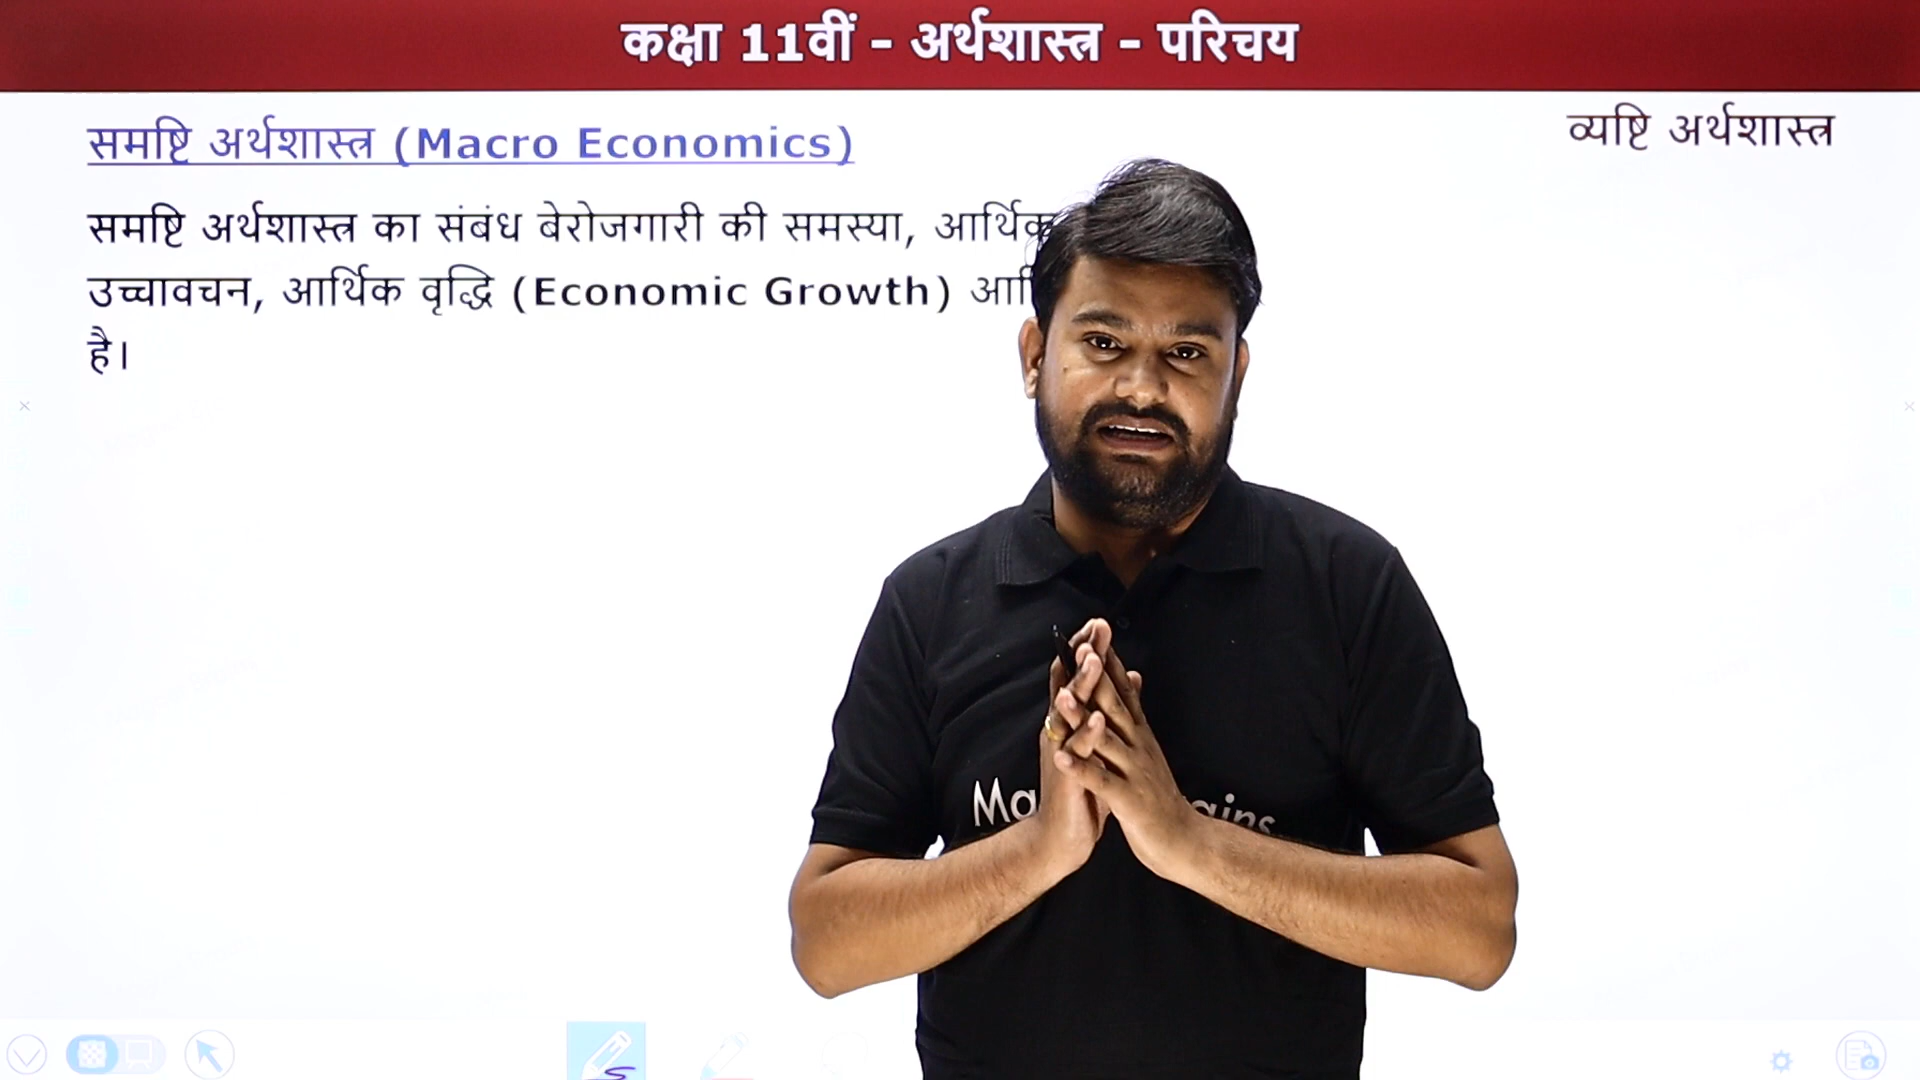 कक्षा 11वीं - अर्थशास्त्र - परिचय
व्यष्टि अर्थशास्त्र
समष्टि अर्थशास्त्र (Macro Economics)
समष्टि अर्थशास्त्र का संबंध बेरोजगारी की समस्या, आर्थिक
उच्चावचन, आर्थिक वृद्धि (Economic Growth)
है।